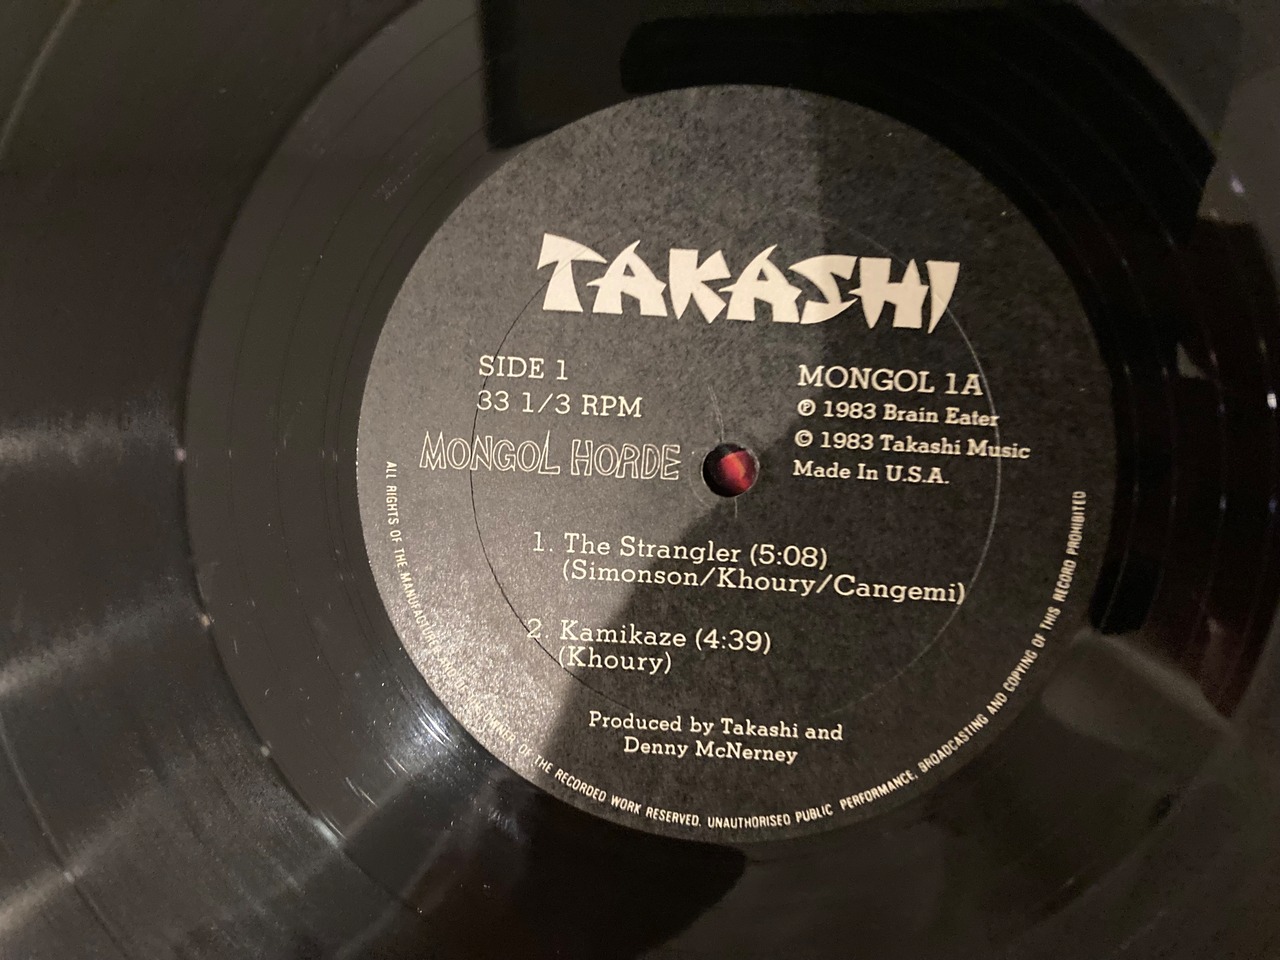 TAKASHI
SIDE 1
33 1/3 RPM
MONGOL HORDE
MONGOL 1A
℗ 1983 Brain Eater
© 1983 Takashi Music
Made In U.S.A.
1. The Strangler (5:08)
(Simonson/Khoury/Cangemi)
2. Kamikaze (4:39)
(Khoury)
Produced by Takashi and
Denny McNerney
ALL RIGHTS OF THE MANUFACTURER AND OWNER OF THE RECORDED WORK RESERVED. UNAUTHORISED PUBLIC PERFORMANCE, BROADCASTING AND COPYING OF THIS RECORD PROHIBITED